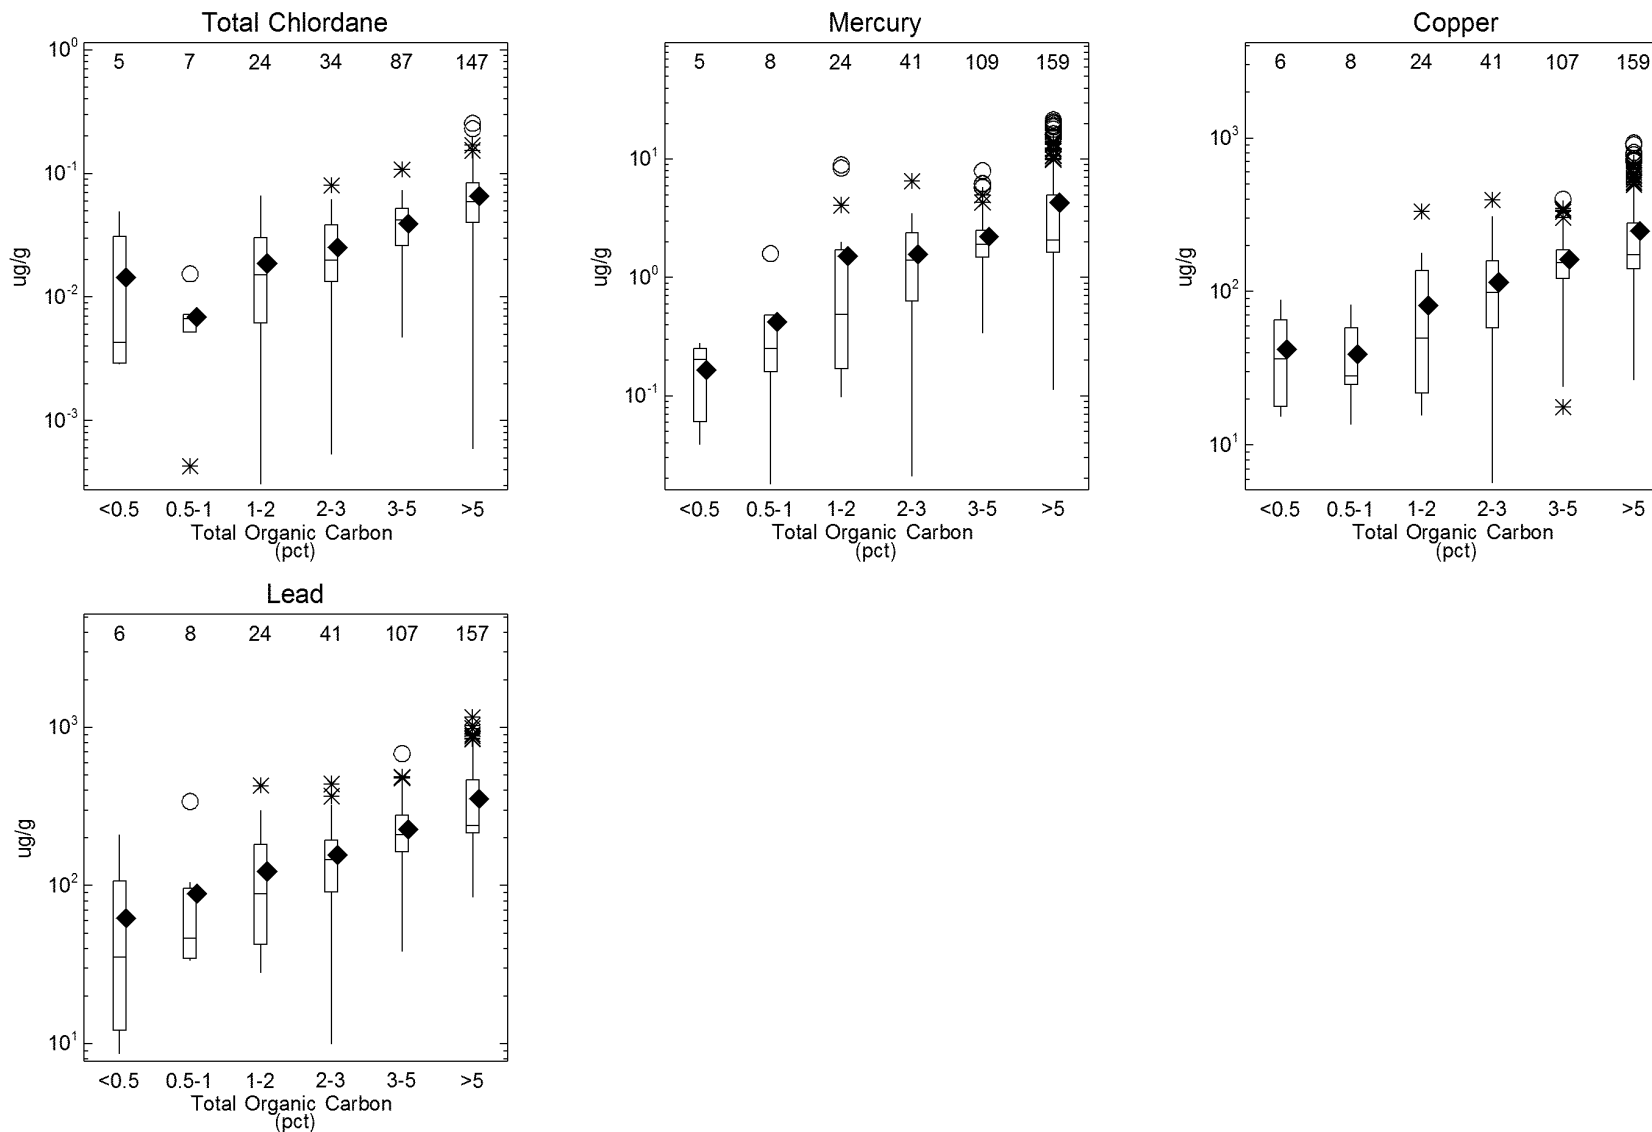 Total Chlordane
5 7 24 34 87 147
10^0
10^-1
10^-2
10^-3
ug/g
<0.5 0.5-1 1-2 2-3 3-5 >5
Total Organic Carbon
(pct)
Mercury
5 8 24 41 109 159
10^1
10^0
10^-1
ug/g
<0.5 0.5-1 1-2 2-3 3-5 >5
Total Organic Carbon
(pct)
Copper
6 8 24 41 107 159
10^3
10^2
10^1
ug/g
<0.5 0.5-1 1-2 2-3 3-5 >5
Total Organic Carbon
(pct)
Lead
6 8 24 41 107 157
10^3
10^2
10^1
ug/g
<0.5 0.5-1 1-2 2-3 3-5 >5
Total Organic Carbon
(pct)